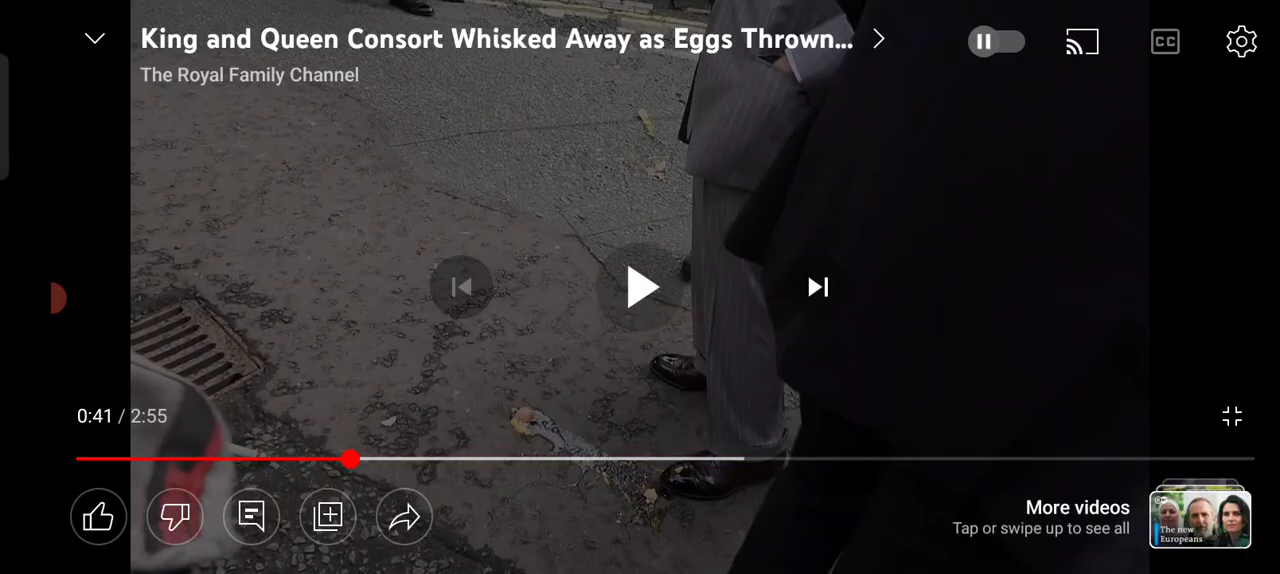 King and Queen Consort Whisked Away as Eggs Thrown...
The Royal Family Channel
CC
0:41 / 2:55
More videos
Tap or swipe up to see all
The new
Europeans